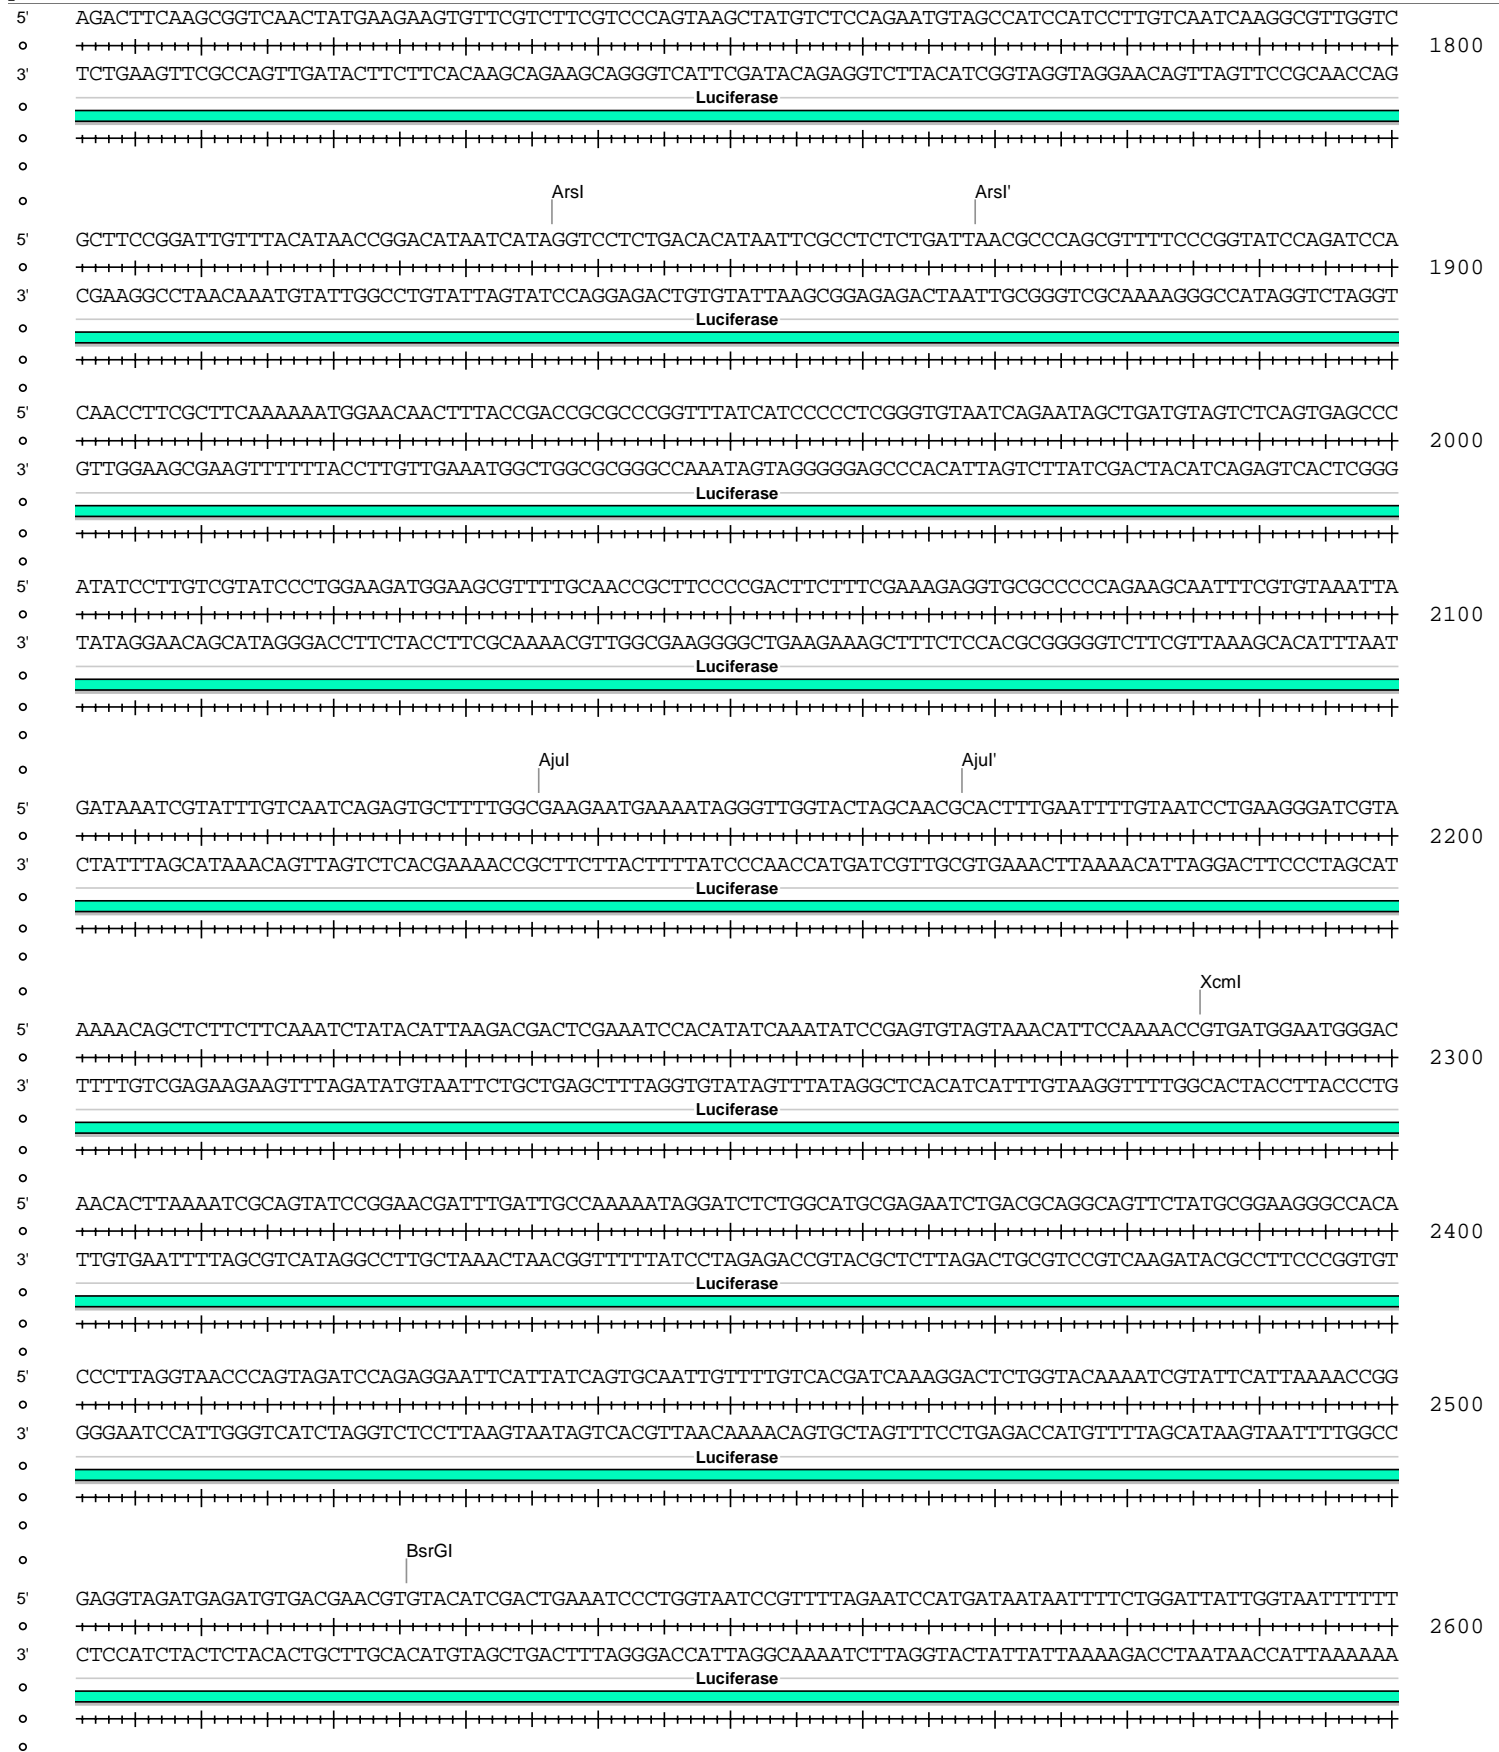 5' AGACTTCAAGCGGTCAACTATGAAGAAGTGTTCGTCTTCGTCCCAGTAAGCTATGTCTCCAGAATGTAGCCATCCATCCTTGTCAATCAAGGCGTTGGTC
1800
3' TCTGAAGTTCGCCAGTTGATACTTCTTCACAAGCAGAAGCAGGGTCATTCGATACAGAGGTCTTACATCGGTAGGTAGGAACAGTTAGTTCCGCAACCAG
Luciferase
ArsI ArsI'
5' GCTTCCGGATTGTTTACATAACCGGACATAATCATAGGTCCTCTGACACATAATTCGCCTCTCTGATTAACGCCCAGCGTTTTCCCGGTATCCAGATCCA
1900
3' CGAAGGCCTAACAAATGTATTGGCCTGTATTAGTATCCAGGAGACTGTGTATTAAGCGGAGAGACTAATTGCGGGTCGCAAAAGGGCCATAGGTCTAGGT
Luciferase
5' CAACCTTCGCTTCAAAAAATGGAACAACTTTACCGACCGCGCCCGGTTTATCATCCCCCTCGGGTGTAATCAGAATAGCTGATGTAGTCTCAGTGAGCCC
2000
3' GTTGGAAGCGAAGTTTTTTACCTTGTTGAAATGGCTGGCGCGGGCCAAATAGTAGGGGGAGCCCACATTAGTCTTATCGACTACATCAGAGTCACTCGGG
Luciferase
5' ATATCCTTGTCGTATCCCTGGAAGATGGAAGCGTTTTGCAACCGCTTCCCCGACTTCTTTCGAAAGAGGTGCGCCCCCAGAAGCAATTTCGTGTAAATTA
2100
3' TATAGGAACAGCATAGGGACCTTCTACCTTCGCAAAACGTTGGCGAAGGGGCTGAAGAAAGCTTTCTCCACGCGGGGGTCTTCGTTAAAGCACATTTAAT
Luciferase
AjuI AjuI'
5' GATAAATCGTATTTGTCAATCAGAGTGCTTTTGGCGAAGAATGAAAATAGGGTTGGTACTAGCAACGCACTTTGAATTTTGTAATCCTGAAGGGATCGTA
2200
3' CTATTTAGCATAAACAGTTAGTCTCACGAAAACCGCTTCTTACTTTTATCCCAACCATGATCGTTGCGTGAAACTTAAAACATTAGGACTTCCCTAGCAT
Luciferase
XcmI
5' AAAACAGCTCTTCTTCAAATCTATACATTAAGACGACTCGAAATCCACATATCAAATATCCGAGTGTAGTAAACATTCCAAAACCGTGATGGAATGGGAC
2300
3' TTTTGTCGAGAAGAAGTTTAGATATGTAATTCTGCTGAGCTTTAGGTGTATAGTTTATAGGCTCACATCATTTGTAAGGTTTTGGCACTACCTTACCCTG
Luciferase
5' AACACTTAAAATCGCAGTATCCGGAACGATTTGATTGCCAAAAATAGGATCTCTGGCATGCGAGAATCTGACGCAGGCAGTTCTATGCGGAAGGGCCACA
2400
3' TTGTGAATTTTAGCGTCATAGGCCTTGCTAAACTAACGGTTTTTATCCTAGAGACCGTACGCTCTTAGACTGCGTCCGTCAAGATACGCCTTCCCGGTGT
Luciferase
5' CCCTTAGGTAACCCAGTAGATCCAGAGGAATTCATTATCAGTGCAATTGTTTTGTCACGATCAAAGGACTCTGGTACAAAATCGTATTCATTAAAACCGG
2500
3' GGGAATCCATTGGGTCATCTAGGTCTCCTTAAGTAATAGTCACGTTAACAAAACAGTGCTAGTTTCCTGAGACCATGTTTTAGCATAAGTAATTTTGGCC
Luciferase
BsrGI
5' GAGGTAGATGAGATGTGACGAACGTGTACATCGACTGAAATCCCTGGTAATCCGTTTTAGAATCCATGATAATAATTTTCTGGATTATTGGTAATTTTTT
2600
3' CTCCATCTACTCTACACTGCTTGCACATGTAGCTGACTTTAGGGACCATTAGGCAAAATCTTAGGTACTATTATTAAAAGACCTAATAACCATTAAAAAA
Luciferase